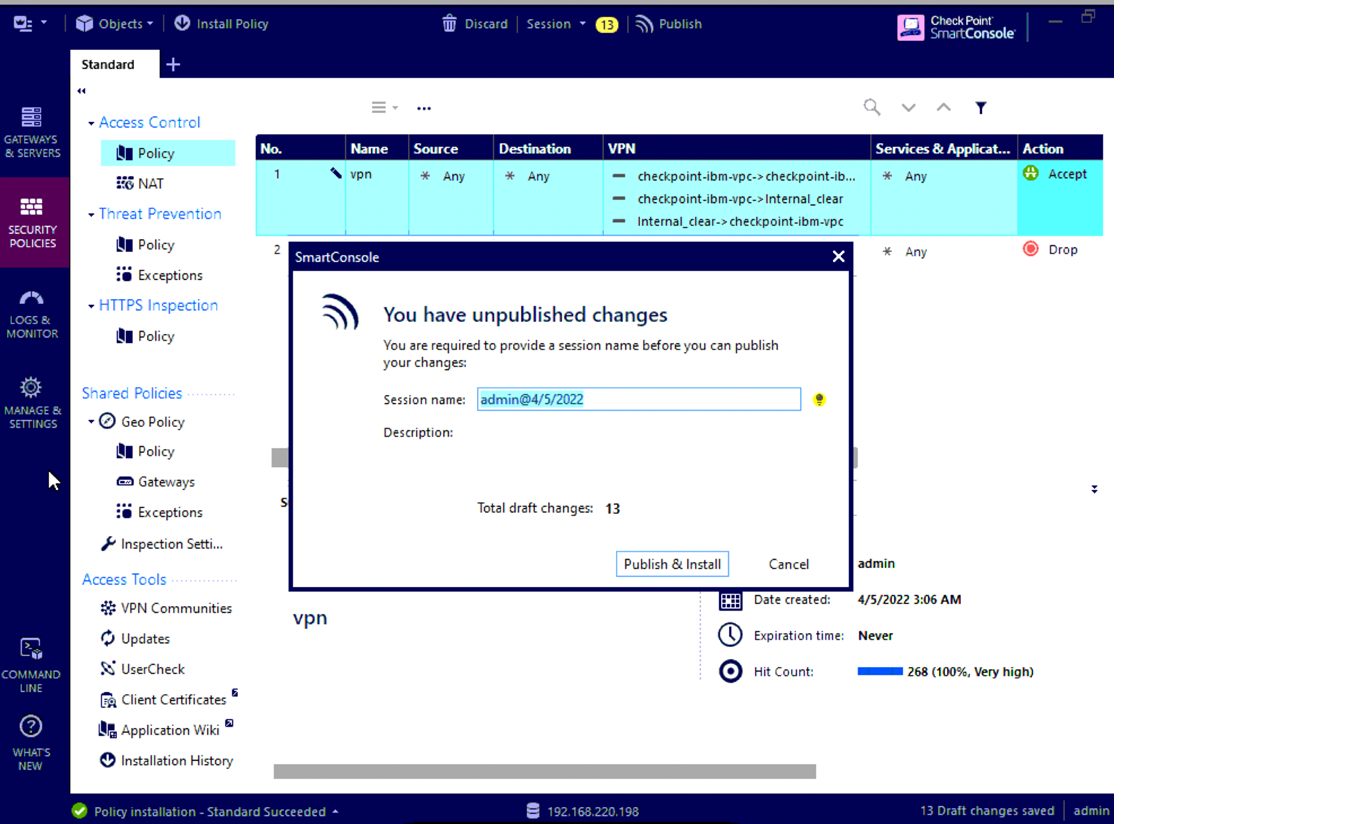 Objects
Install Policy
Discard
Session
13
Publish
Check Point
SmartConsole
Standard
GATEWAYS
& SERVERS
SECURITY
POLICIES
LOGS &
MONITOR
MANAGE &
SETTINGS
COMMAND
LINE
WHAT'S
NEW
Access Control
Policy
NAT
Threat Prevention
Policy
Exceptions
HTTPS Inspection
Policy
Shared Policies
Geo Policy
Policy
Gateways
Exceptions
Inspection Setti...
Access Tools
VPN Communities
Updates
UserCheck
Client Certificates
Application Wiki
Installation History
No. Name Source Destination VPN Services & Applicat... Action
1 vpn * Any * Any checkpoint-ibm-vpc->checkpoint-ib... * Any Accept
checkpoint-ibm-vpc->Internal_clear
Internal_clear->checkpoint-ibm-vpc
2 * Any Drop
SmartConsole
You have unpublished changes
You are required to provide a session name before you can publish
your changes:
Session name: admin@4/5/2022
Description:
Total draft changes: 13
Publish & Install Cancel
vpn
admin
Date created: 4/5/2022 3:06 AM
Expiration time: Never
Hit Count: 268 (100%, Very high)
Policy installation - Standard Succeeded
192.168.220.198
13 Draft changes saved
admin